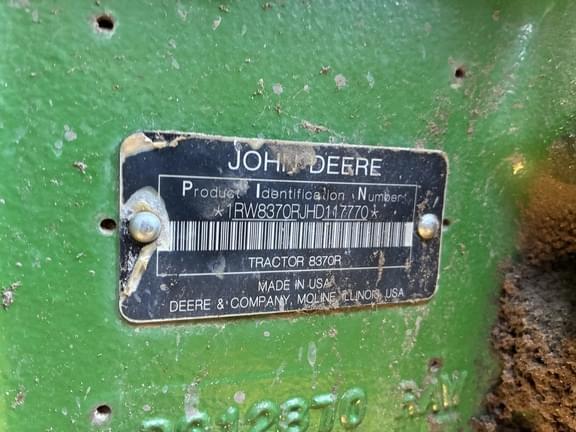 JOHN DEERE
Product Identification Number
*1RW8370RJHD117770*
TRACTOR 8370R
MADE IN USA
DEERE & COMPANY, MOLINE, ILLINOIS, USA